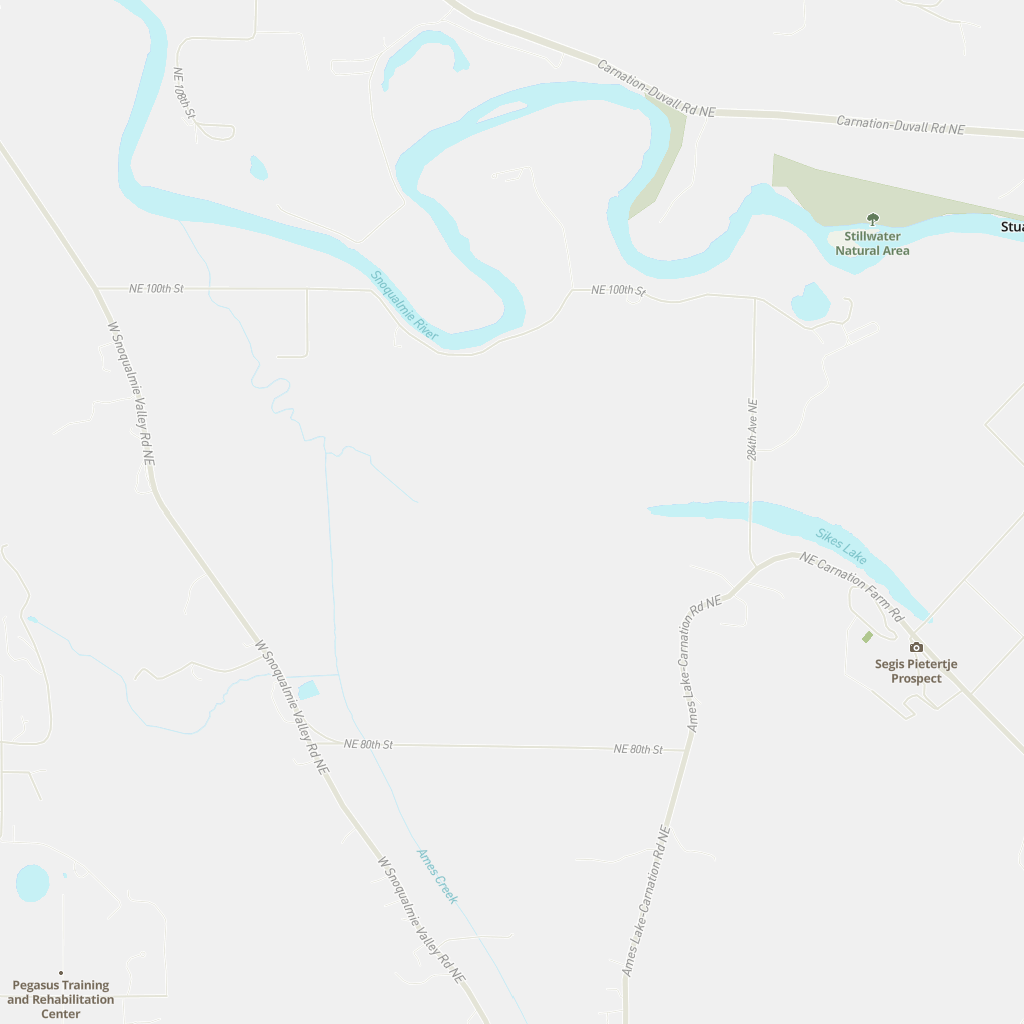 Carnation-Duvall Rd NE
Carnation-Duvall Rd NE
NE 108th St
Stillwater
Natural Area
Stua
NE 100th St
NE 100th St
Snoqualmie River
W Snoqualmie Valley Rd NE
284th Ave NE
Sikes Lake
NE Carnation Farm Rd
Ames Lake-Carnation Rd NE
Segis Pietertje
Prospect
W Snoqualmie Valley Rd NE
NE 80th St
NE 80th St
Ames Creek
W Snoqualmie Valley Rd NE
Ames Lake-Carnation Rd NE
Pegasus Training
and Rehabilitation
Center